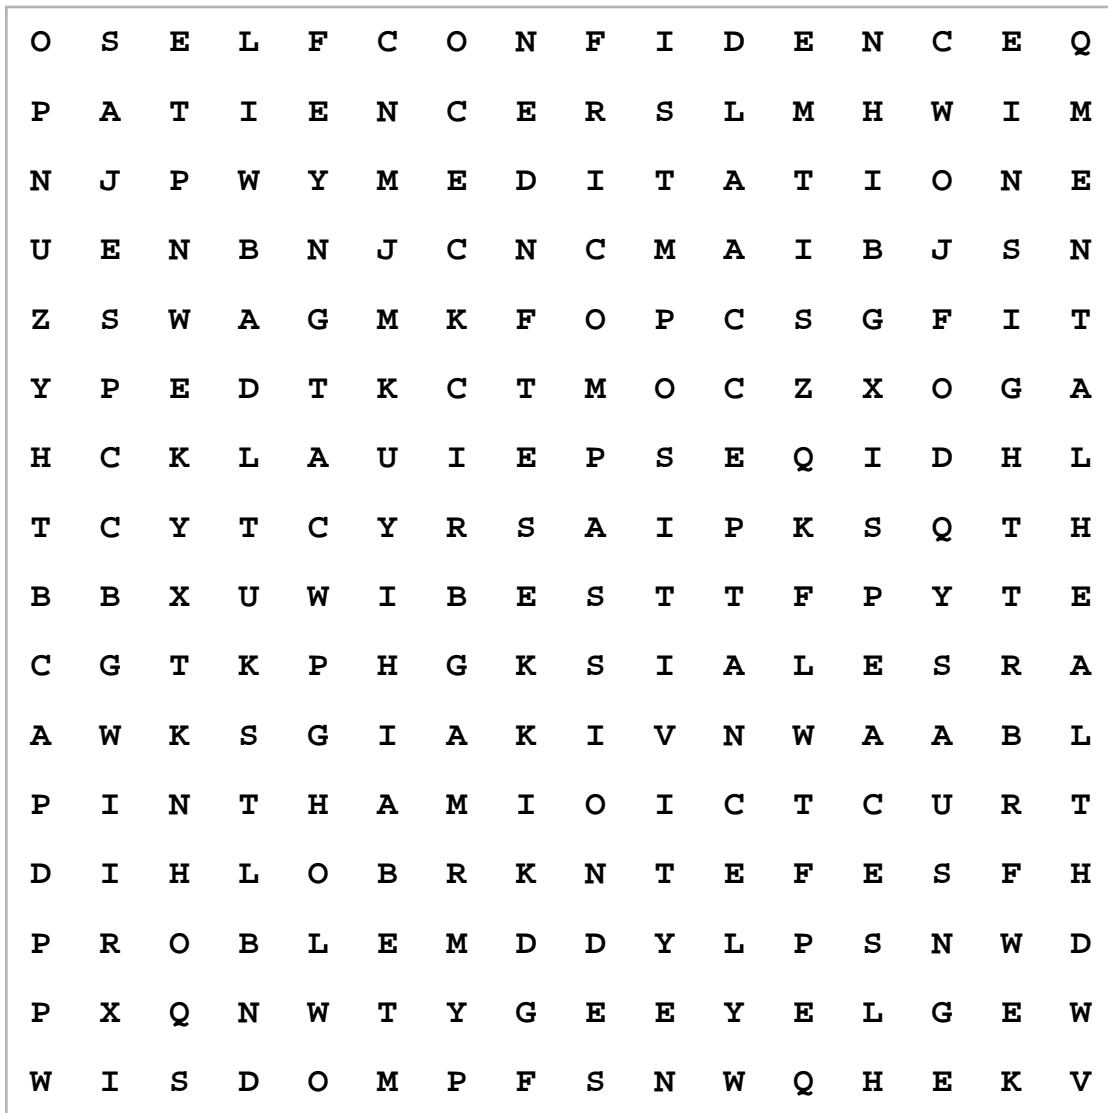 O S E L F C O N F I D E N C E Q
P A T I E N C E R S L M H W I M
N J P W Y M E D I T A T I O N E
U E N B N J C N C M A I B J S N
Z S W A G M K F O P C S G F I T
Y P E D T K C T M O C Z X O G A
H C K L A U I E P S E Q I D H L
T C Y T C Y R S A I P K S Q T H
B B X U W I B E S T T F P Y T E
C G T K P H G K S I A L E S R A
A W K S G I A K I V N W A A B L
P I N T H A M I O I C T C U R T
D I H L O B R K N T E F E S F H
P R O B L E M D D Y L P S N W D
P X Q N W T Y G E E Y E L G E W
W I S D O M P F S N W Q H E K V